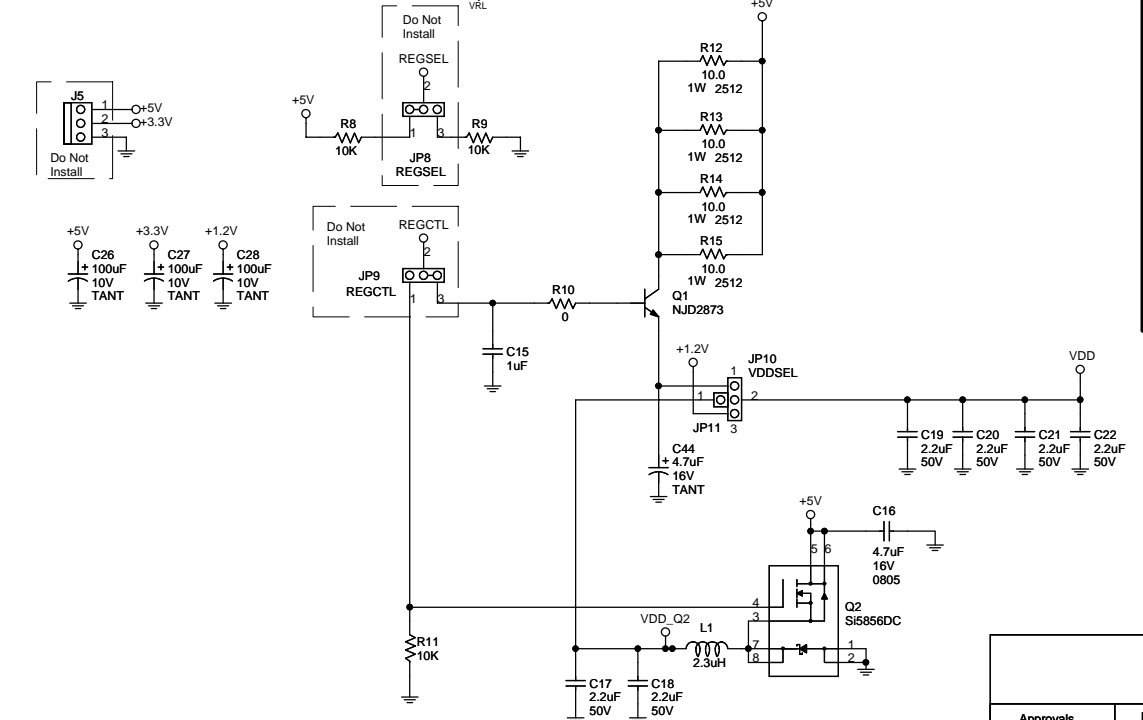 VRL
Do Not
Install
REGSEL
2
1
3
JP8
REGSEL
+5V
R8
10K
R9
10K
J5
1
2
3
+5V
+3.3V
Do Not
Install
+5V
R12
10.0
1W 2512
R13
10.0
1W 2512
R14
10.0
1W 2512
R15
10.0
1W 2512
Q1
NJD2873
+5V
C26
100uF
10V
TANT
+3.3V
C27
100uF
10V
TANT
+1.2V
C28
100uF
10V
TANT
Do Not
Install
REGCTL
2
JP9
REGCTL
1
3
R10
0
C15
1uF
+1.2V
JP10
VDDSEL
1
1
2
JP11
3
C44
4.7uF
16V
TANT
VDD
C19
2.2uF
50V
C20
2.2uF
50V
C21
2.2uF
50V
C22
2.2uF
50V
+5V
C16
4.7uF
16V
0805
5
6
4
3
7
8
1
2
Q2
Si5856DC
VDD_Q2
L1
2.3uH
R11
10K
C17
2.2uF
50V
C18
2.2uF
50V
Approvals